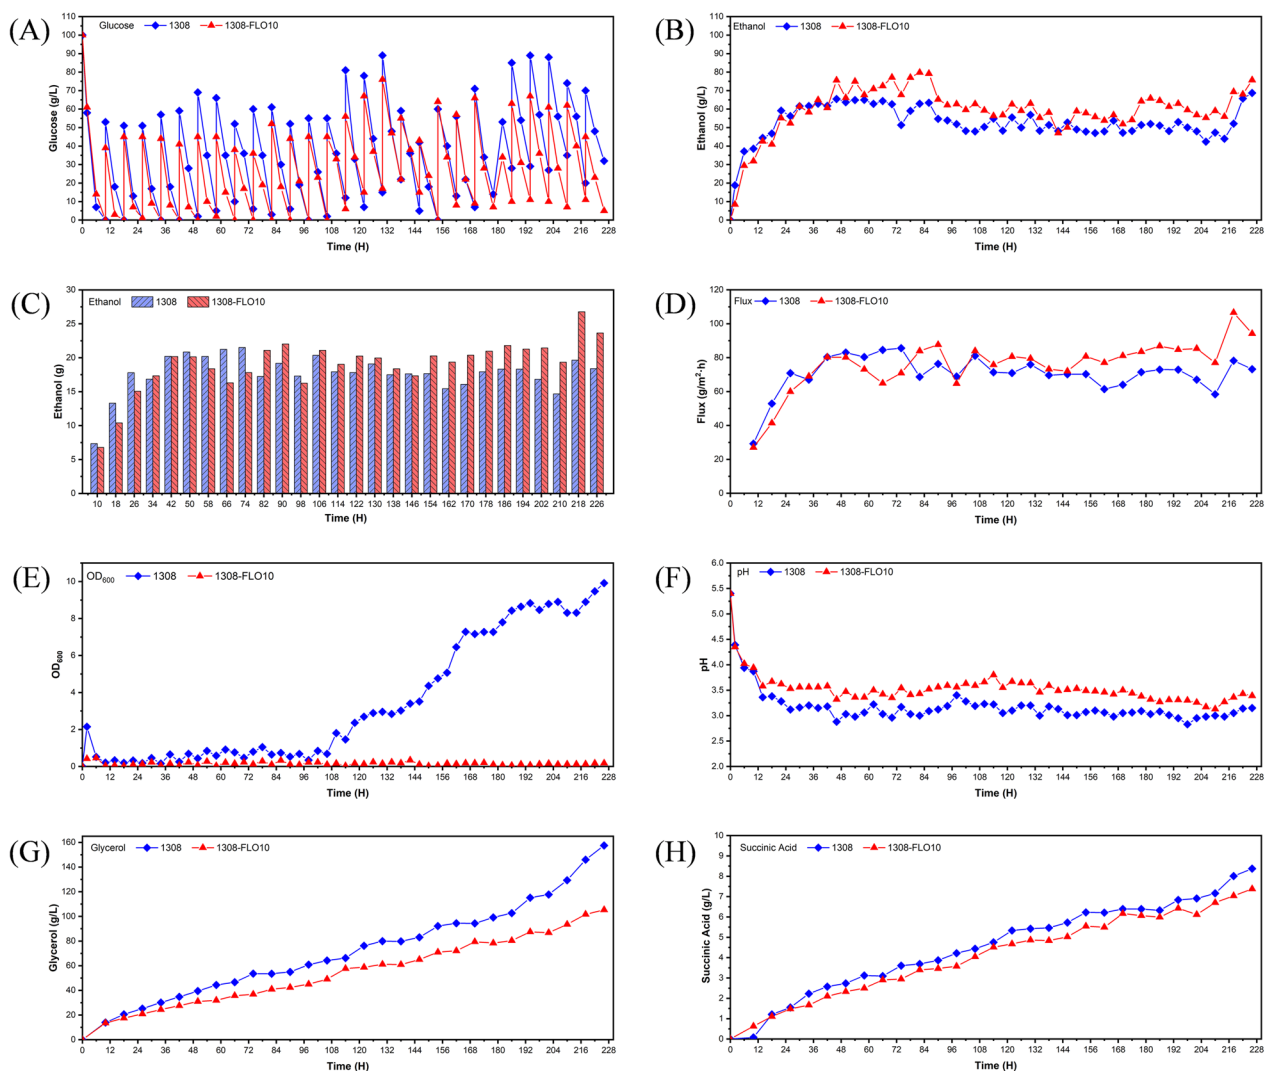 (A)
Glucose 1308 1308-FLO10
110
100
90
80
70
60
50
40
30
20
10
0
Glucose (g/L)
0 12 24 36 48 60 72 84 96 108 120 132 144 156 168 180 192 204 216 228
Time (H)
(B)
Ethanol 1308 1308-FLO10
110
100
90
80
70
60
50
40
30
20
10
0
Ethanol (g/L)
0 12 24 36 48 60 72 84 96 108 120 132 144 156 168 180 192 204 216 228
Time (H)
(C)
Ethanol 1308 1308-FLO10
30
25
20
15
10
5
0
Ethanol (g)
10 18 26 34 42 50 58 66 74 82 90 98 106 114 122 130 138 146 154 162 170 178 186 194 202 210 218 226
Time (H)
(D)
Flux 1308 1308-FLO10
120
100
80
60
40
20
0
Flux (g/m²·h)
0 12 24 36 48 60 72 84 96 108 120 132 144 156 168 180 192 204 216 228
Time (H)
(E)
OD₆₀₀ 1308 1308-FLO10
10
8
6
4
2
0
OD₆₀₀
0 12 24 36 48 60 72 84 96 108 120 132 144 156 168 180 192 204 216 228
Time (H)
(F)
pH 1308 1308-FLO10
6.0
5.5
5.0
4.5
4.0
3.5
3.0
2.5
2.0
pH
0 12 24 36 48 60 72 84 96 108 120 132 144 156 168 180 192 204 216 228
Time (H)
(G)
Glycerol 1308 1308-FLO10
160
140
120
100
80
60
40
20
0
Glycerol (g/L)
0 12 24 36 48 60 72 84 96 108 120 132 144 156 168 180 192 204 216 228
Time (H)
(H)
Succinic Acid 1308 1308-FLO10
10
9
8
7
6
5
4
3
2
1
0
Succinic Acid (g/L)
0 12 24 36 48 60 72 84 96 108 120 132 144 156 168 180 192 204 216 228
Time (H)